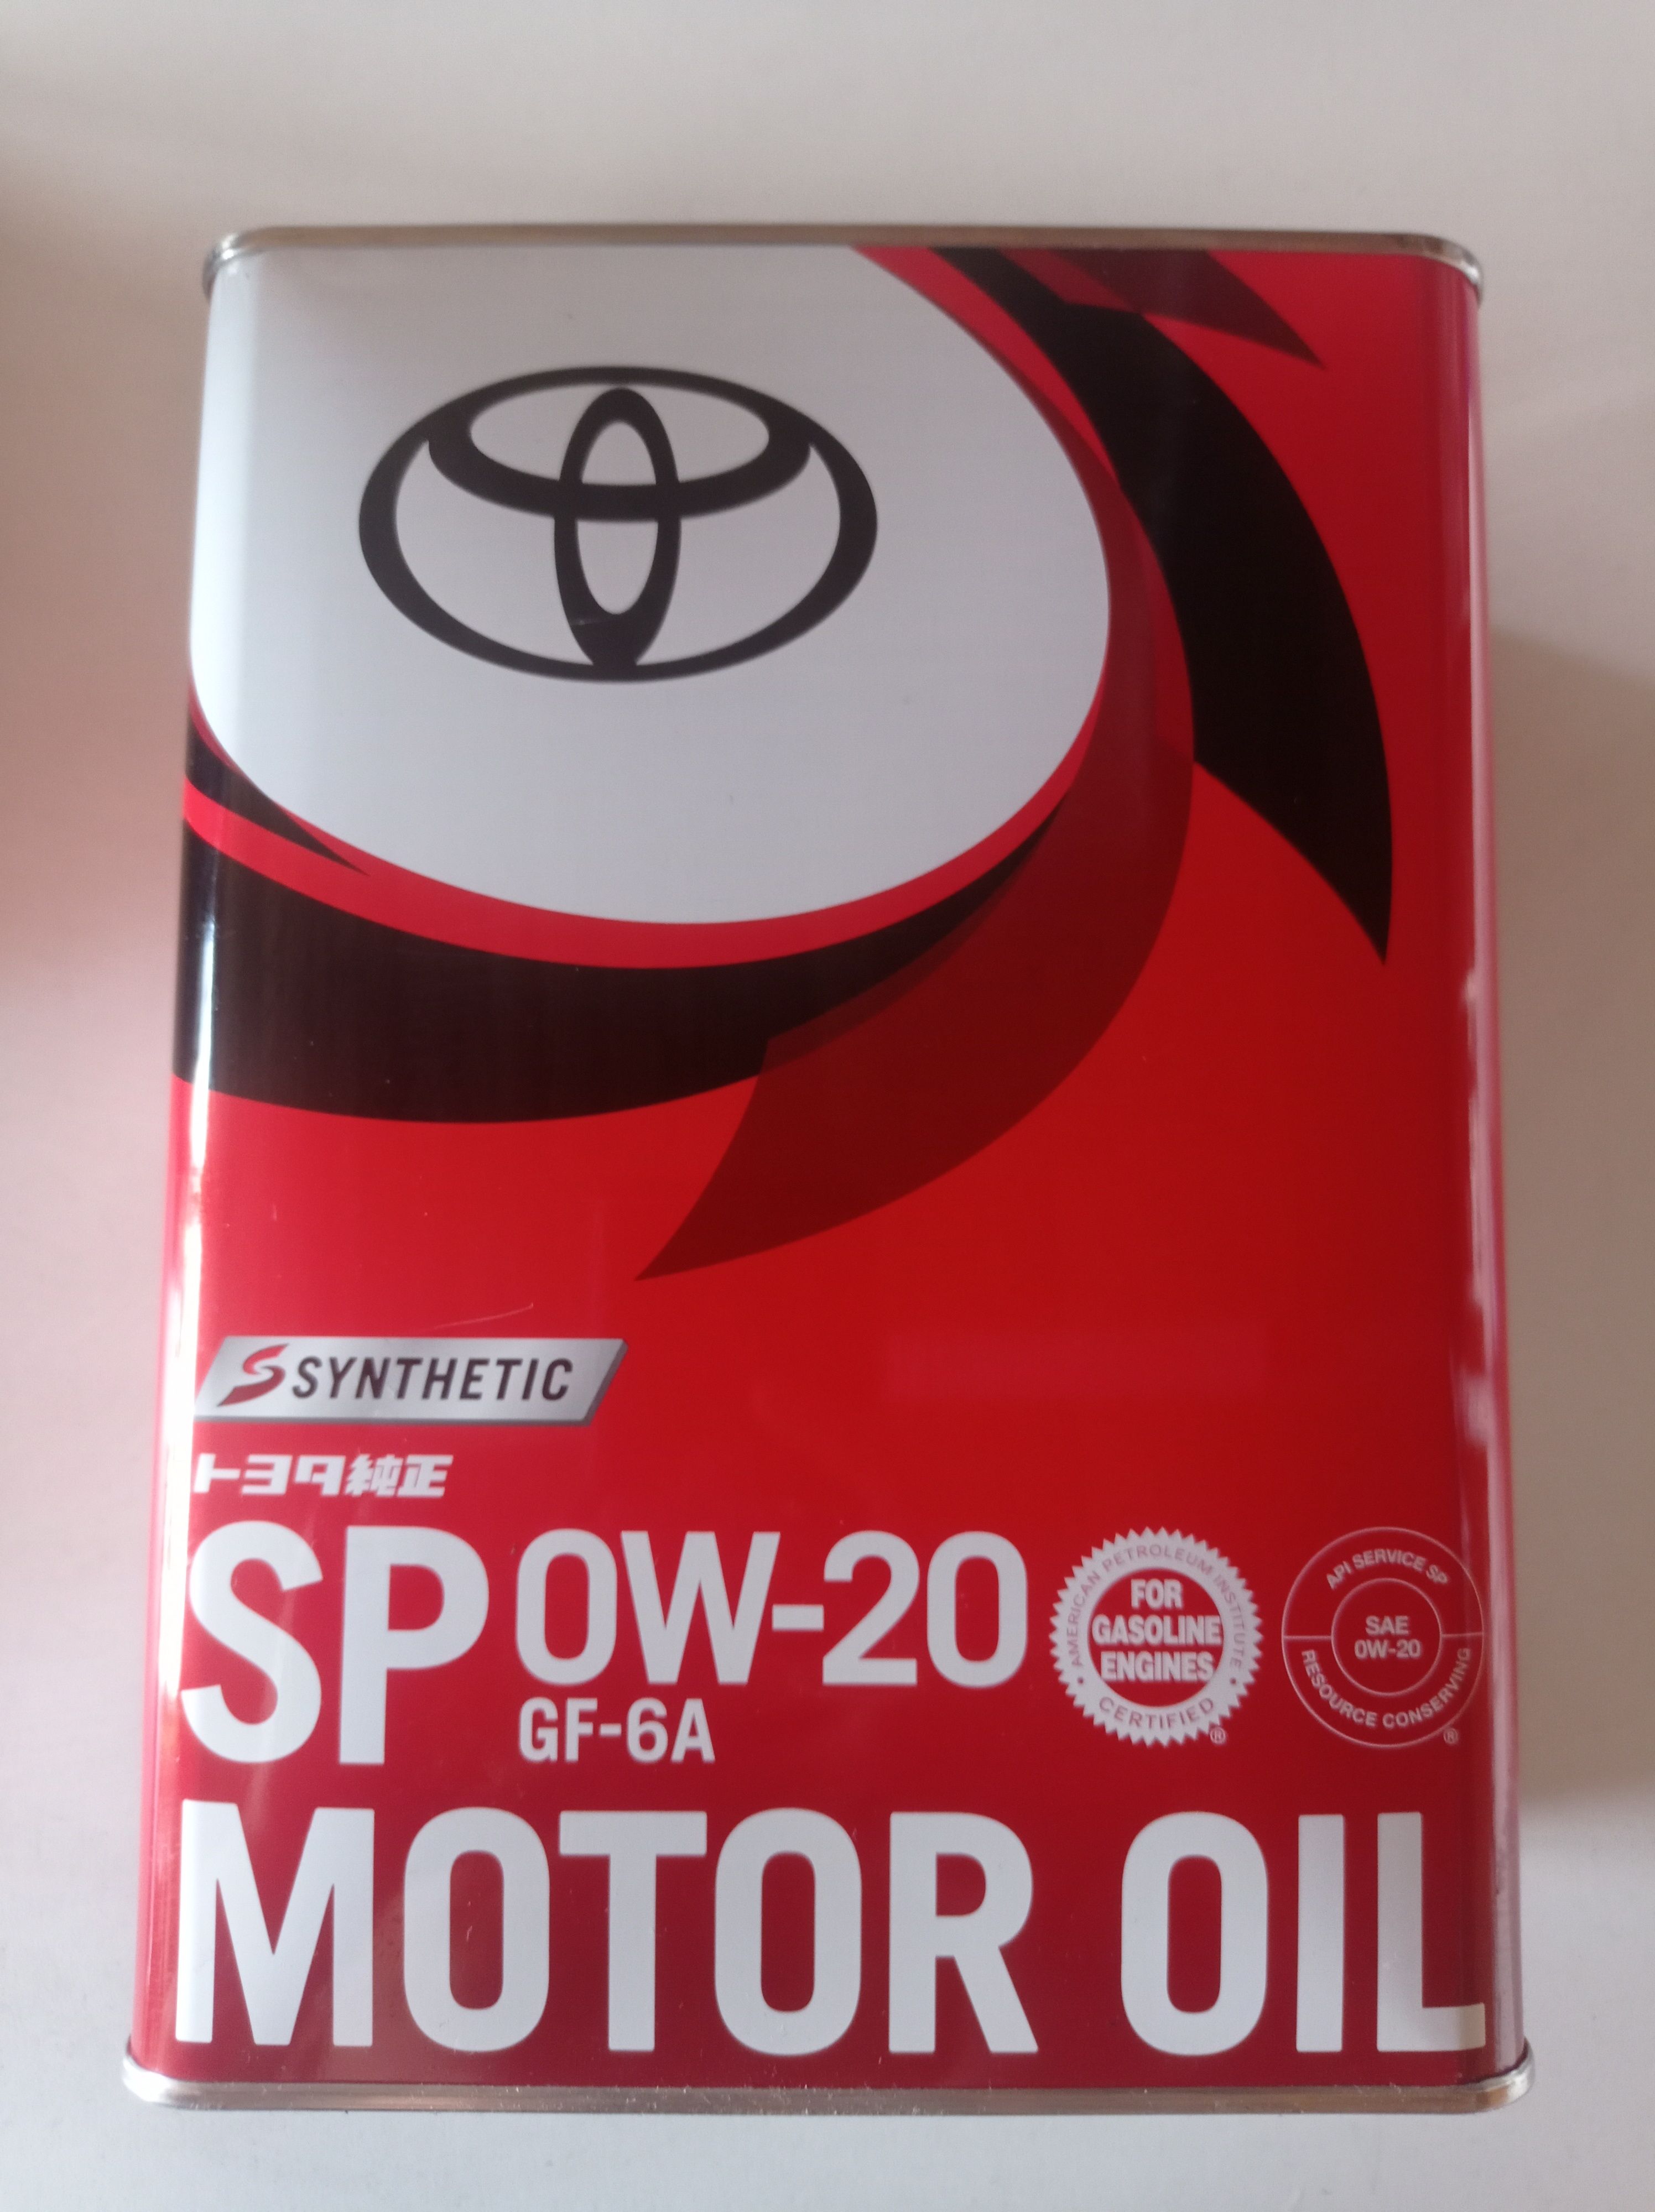 SYNTHETIC
トヨタ純正
SP 0W-20
GF-6A
AMERICAN PETROLEUM INSTITUTE
FOR
GASOLINE
ENGINES
CERTIFIED
®
API SERVICE SP
SAE
0W-20
RESOURCE CONSERVING
®
MOTOR OIL